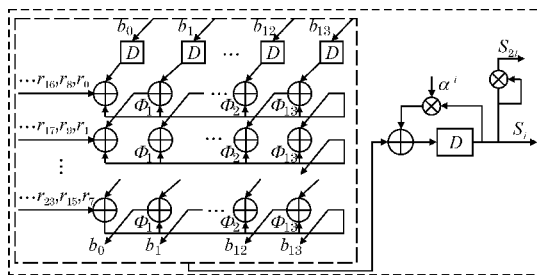 b₀ b₁ b₁₂ b₁₃
D D ... D D
...r₁₆,r₈,r₀
Φ₁ ... Φ₂ Φ₁₃
...r₁₇,r₉,r₁
Φ₁ Φ₂ Φ₁₃
⋮
...r₂₃,r₁₅,r₇
... Φ₁ Φ₂ Φ₁₃
b₀ b₁ b₁₂ b₁₃
αⁱ
D
S₂ᵢ
Sᵢ